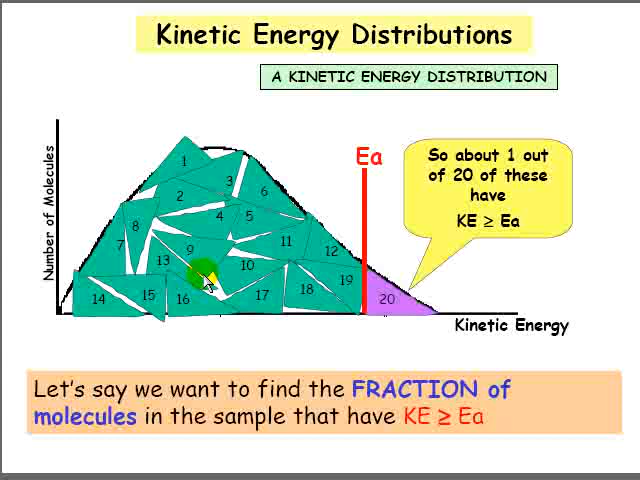 Kinetic Energy Distributions
A KINETIC ENERGY DISTRIBUTION
Number of Molecules
Ea
So about 1 out
of 20 of these
have
KE ≥ Ea
1
2
3
6
4
5
8
7
9
11
12
13
10
19
14
15
16
17
18
20
Kinetic Energy
Let's say we want to find the FRACTION of
molecules in the sample that have KE ≥ Ea